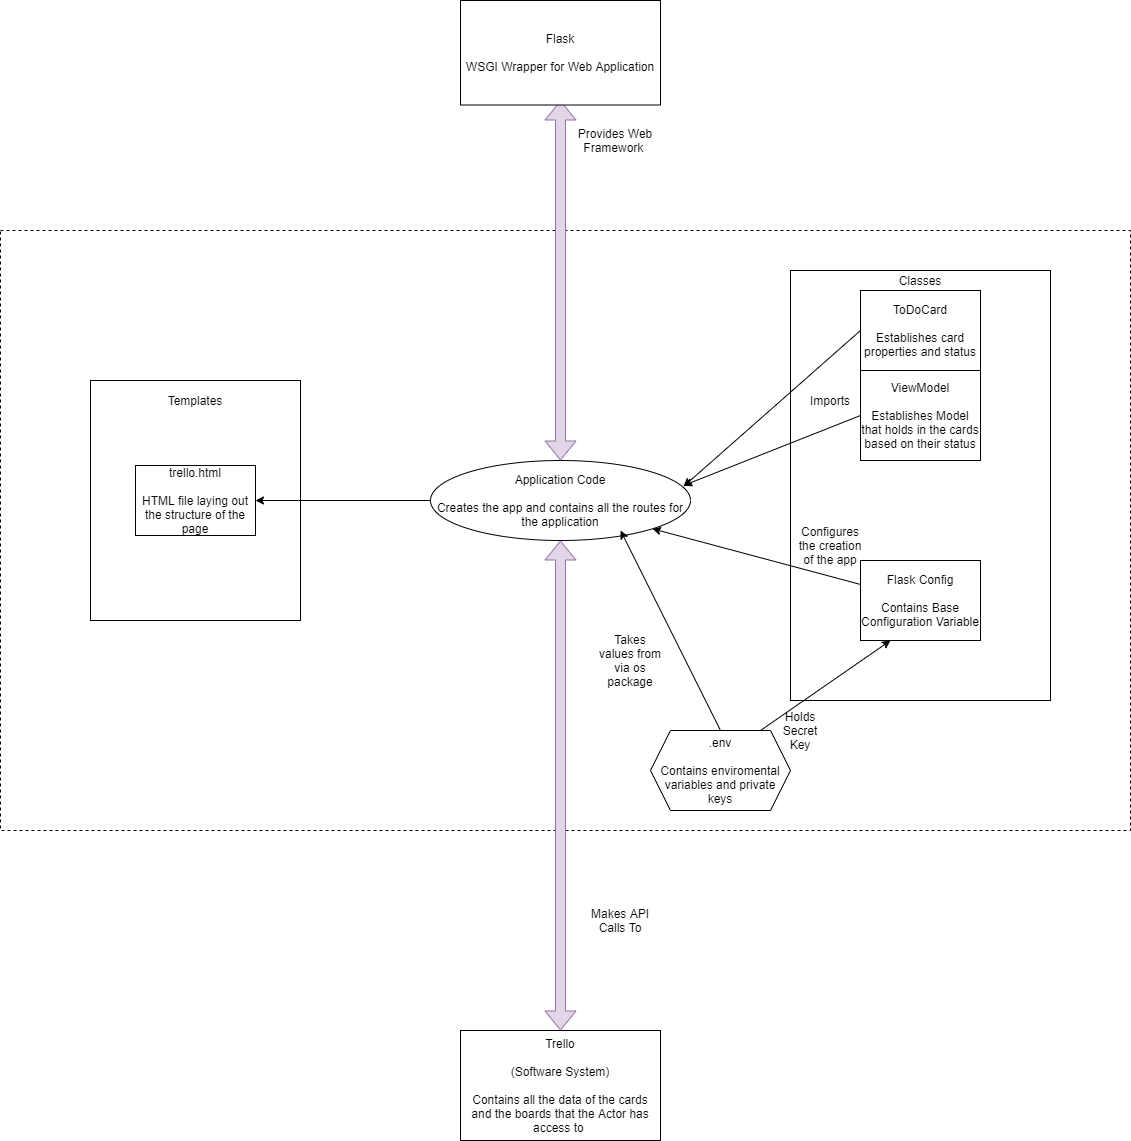 Flask
WSGI Wrapper for Web Application
Provides Web
Framework
Classes
ToDoCard
Establishes card
properties and status
ViewModel
Establishes Model
that holds in the cards
based on their status
Imports
Templates
trello.html
HTML file laying out
the structure of the
page
Application Code
Creates the app and contains all the routes for
the application
Configures
the creation
of the app
Flask Config
Contains Base
Configuration Variable
Takes
values from
via os
package
Holds
Secret
Key
.env
Contains enviromental
variables and private
keys
Makes API
Calls To
Trello
(Software System)
Contains all the data of the cards
and the boards that the Actor has
access to